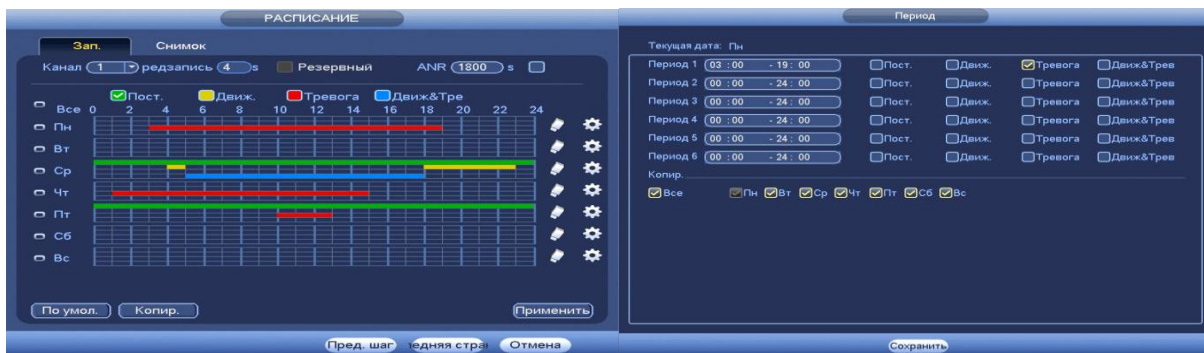 РАСПИСАНИЕ
Зап. Снимок
Канал 1 редзапись 4 s Резервный ANR 1800 s
Пост. Движ. Тревога Движ&Тре
Все 0 2 4 6 8 10 12 14 16 18 20 22 24
Пн
Вт
Ср
Чт
Пт
Сб
Вс
По умол. Копир. Применить
Пред. шаг едняя стра Отмена
Период
Текущая дата: Пн
Период 1 03 :00 - 19: 00 Пост. Движ. Тревога Движ&Трев
Период 2 00 :00 - 24: 00 Пост. Движ. Тревога Движ&Трев
Период 3 00 :00 - 24: 00 Пост. Движ. Тревога Движ&Трев
Период 4 00 :00 - 24: 00 Пост. Движ. Тревога Движ&Трев
Период 5 00 :00 - 24: 00 Пост. Движ. Тревога Движ&Трев
Период 6 00 :00 - 24: 00 Пост. Движ. Тревога Движ&Трев
Копир.
Все Пн Вт Ср Чт Пт Сб Вс
Сохранить